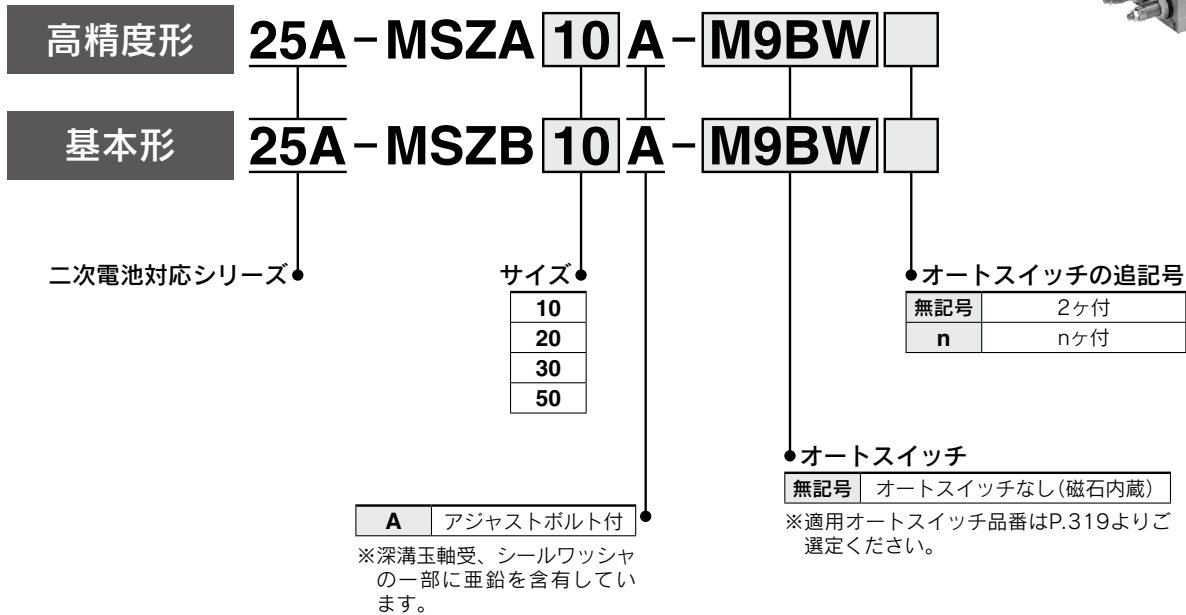 高精度形 25A-MSZA 10 A-M9BW
基本形 25A-MSZB 10 A-M9BW
二次電池対応シリーズ
サイズ
10
20
30
50
オートスイッチの追記号
無記号 2ヶ付
n nヶ付
オートスイッチ
無記号 オートスイッチなし(磁石内蔵)
※適用オートスイッチ品番はP.319よりご
選定ください。
A アジャストボルト付
※深溝玉軸受、シールワッシャ
の一部に亜鉛を含有してい
ます。